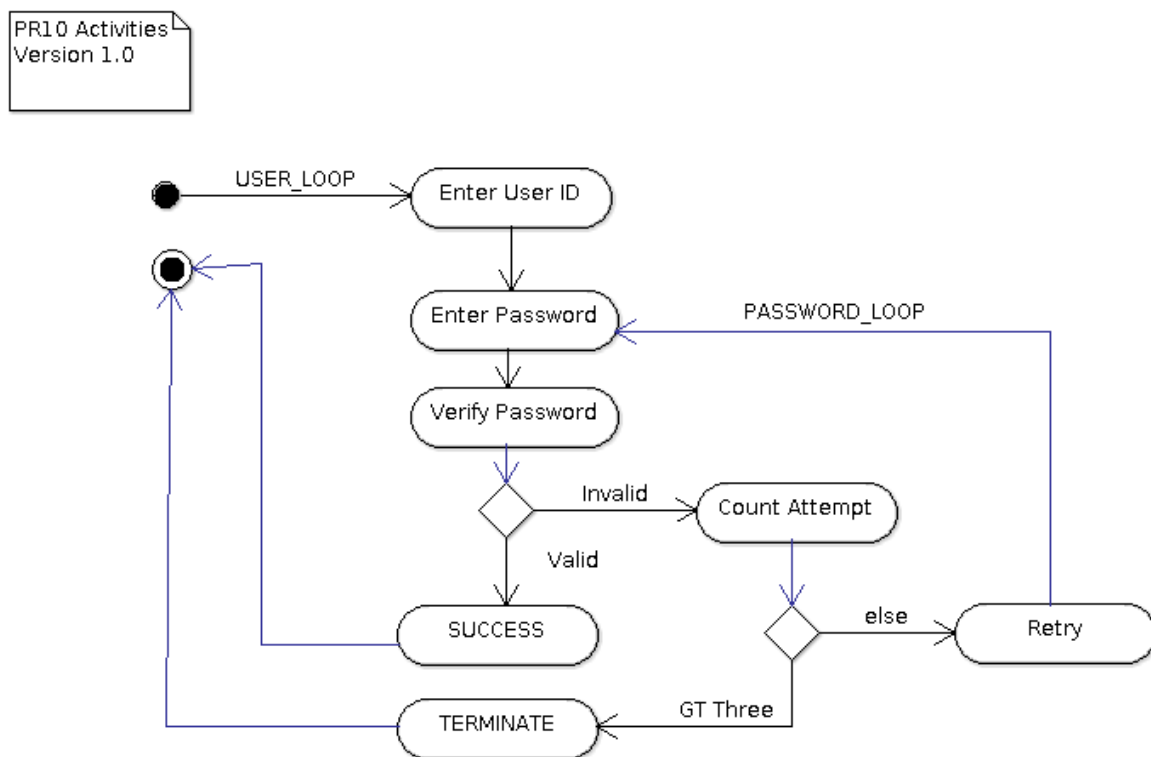 PR10 Activities
Version 1.0
USER_LOOP
Enter User ID
Enter Password
PASSWORD_LOOP
Verify Password
Invalid
Count Attempt
Valid
SUCCESS
else
Retry
GT Three
TERMINATE